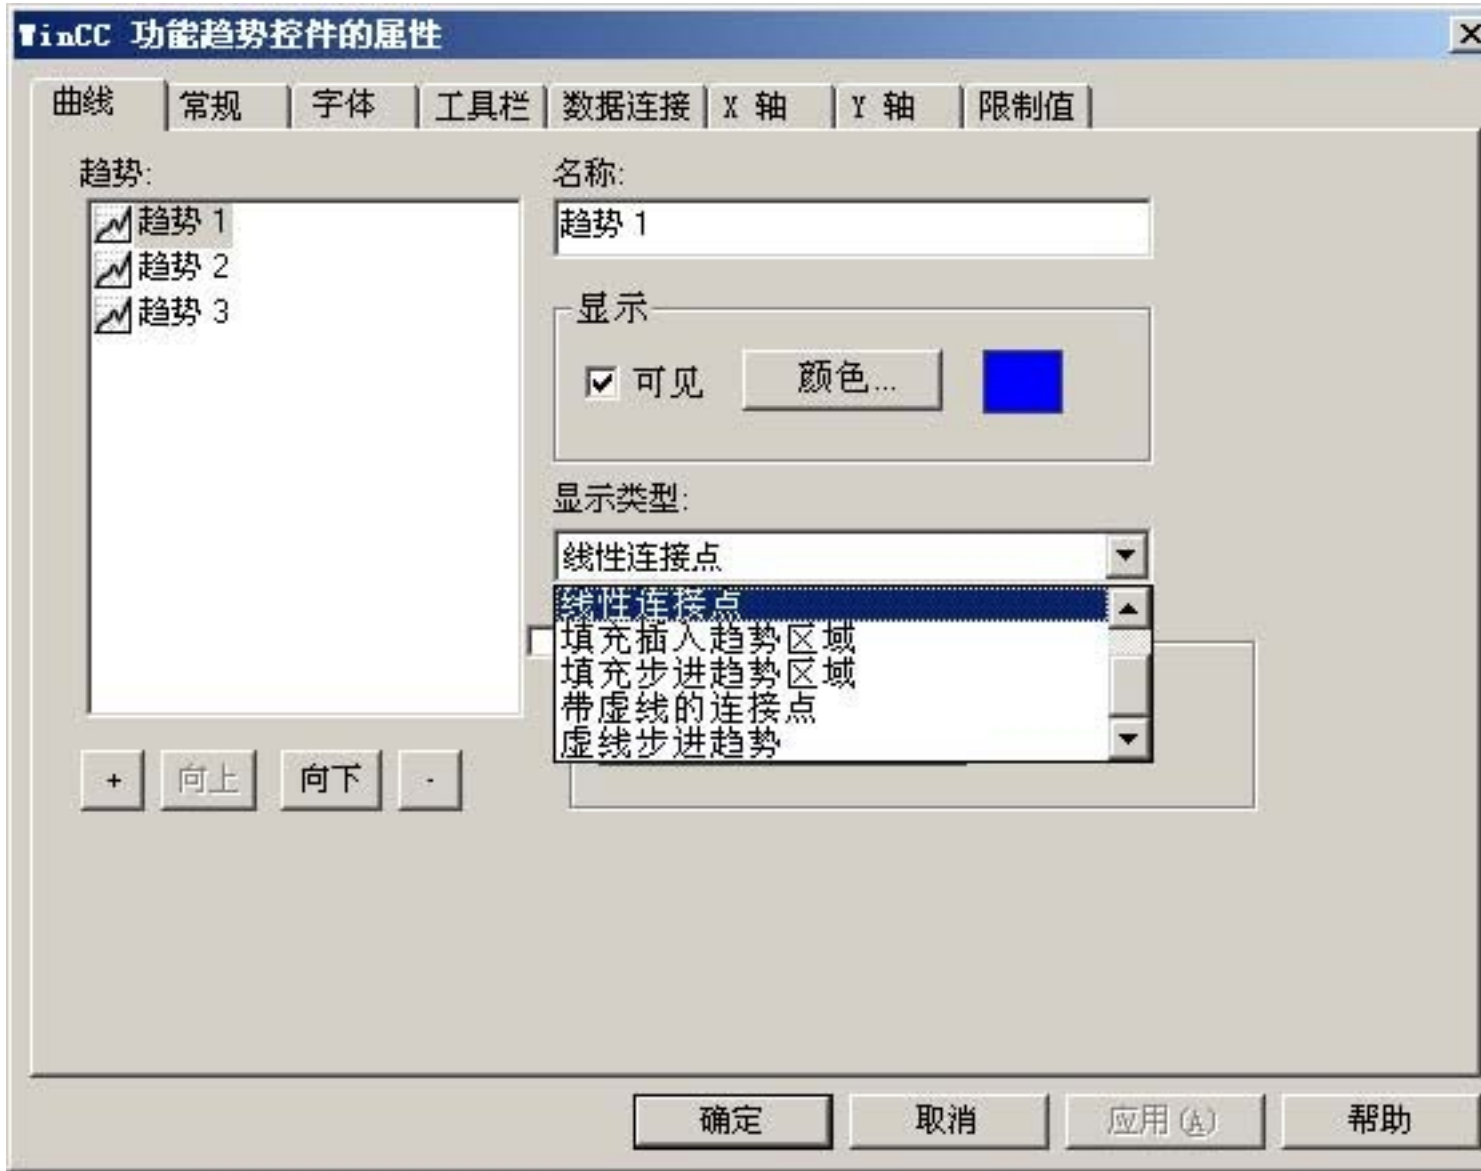 WinCC 功能趋势控件的属性
曲线 常规 字体 工具栏 数据连接 X 轴 Y 轴 限制值
趋势:
趋势 1
趋势 2
趋势 3
名称:
趋势 1
显示
可见 颜色...
显示类型:
线性连接点
线性连接点
填充插入趋势区域
填充步进趋势区域
带虚线的连接点
虚线步进趋势
+ 向上 向下 -
确定 取消 应用(A) 帮助